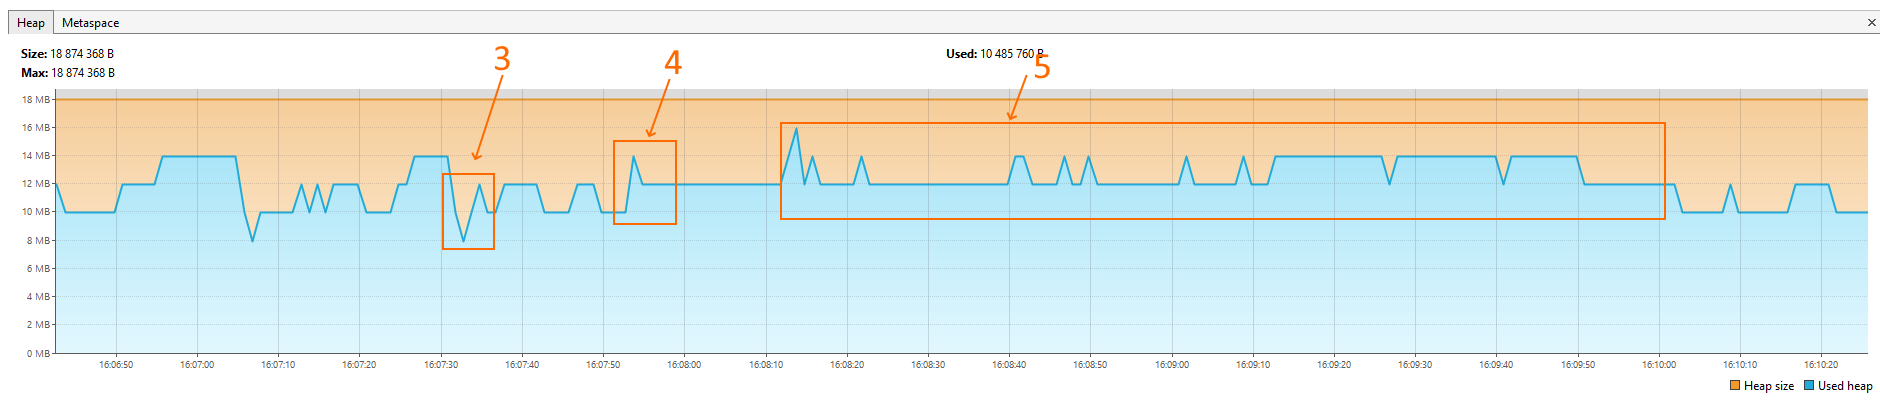 Heap Metaspace ×
Size: 18 874 368 B
Max: 18 874 368 B
Used: 10 485 760 B
3
4
5
18 MB
16 MB
14 MB
12 MB
10 MB
8 MB
6 MB
4 MB
2 MB
0 MB
16:06:50 16:07:00 16:07:10 16:07:20 16:07:30 16:07:40 16:07:50 16:08:00 16:08:10 16:08:20 16:08:30 16:08:40 16:08:50 16:09:00 16:09:10 16:09:20 16:09:30 16:09:40 16:09:50 16:10:00 16:10:10 16:10:20
Heap size Used heap